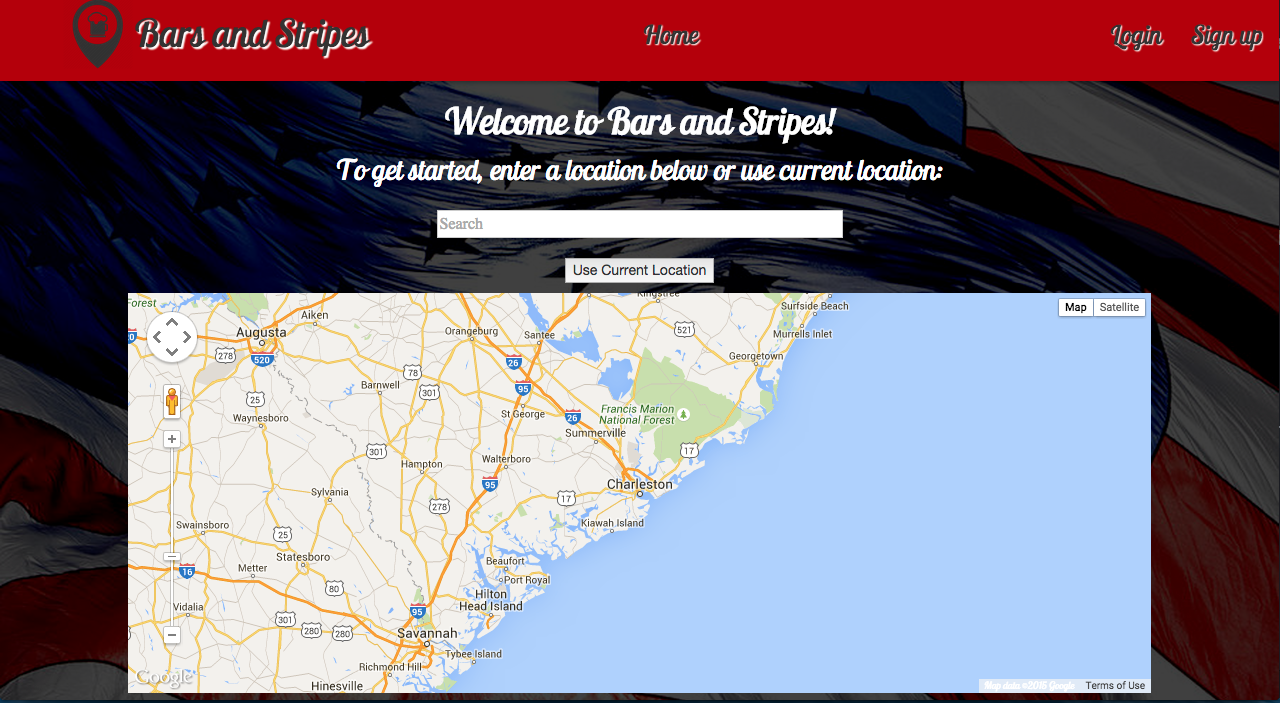 Bars and Stripes
Home
Login
Sign up
Welcome to Bars and Stripes!
To get started, enter a location below or use current location:
Search
Use Current Location
Map
Satellite
Forest
Kingstree
Surfside Beach
Aiken
Augusta
Orangeburg
Santee
521
Murrells Inlet
20
278
520
26
Georgetown
78
95
Barnwell
301
25
St George
26
Francis Marion
National Forest
Waynesboro
Summerville
301
17
Walterboro
Hampton
95
Charleston
Sylvania
17
278
Swainsboro
Kiawah Island
25
Statesboro
Beaufort
16
Metter
Port Royal
80
Hilton
Head Island
Vidalia
95
301
280
280
Savannah
Tybee Island
Richmond Hill
Google
Hinesville
Map data ©2015 Google
Terms of Use